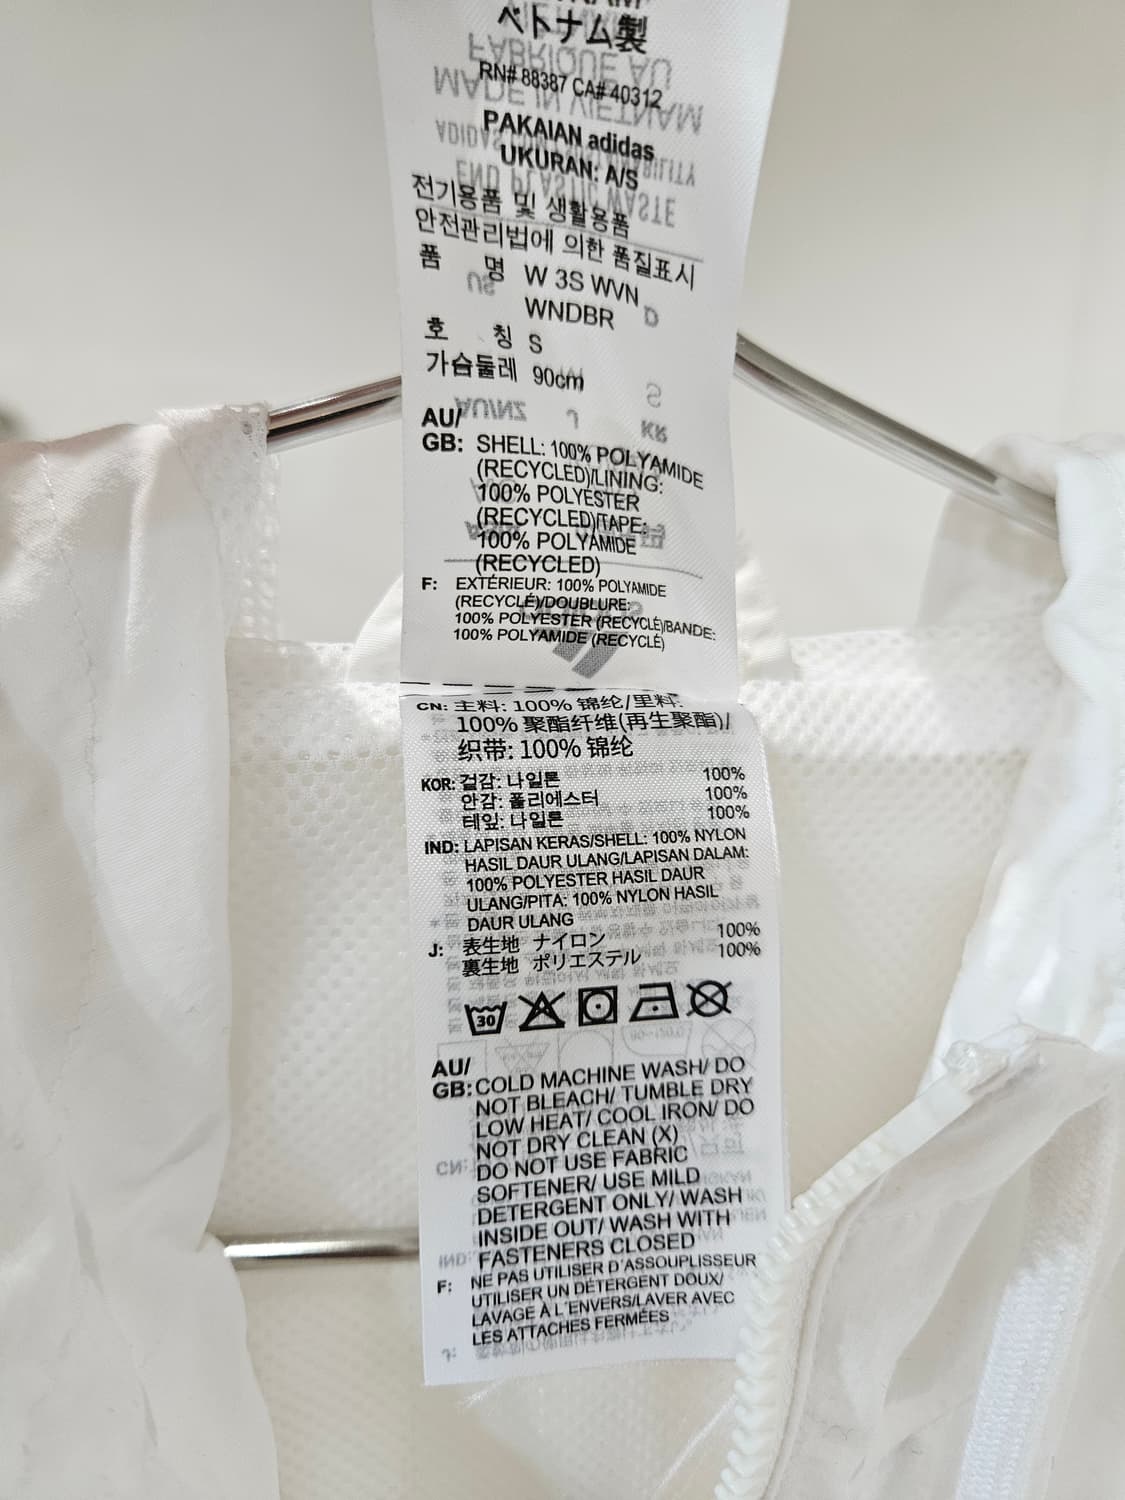 ベトナム製
RN# 88387 CA# 40312
PAKAIAN adidas
UKURAN: A/S
전기용품 및 생활용품
안전관리법에 의한 품질표시
품 명 W 3S WVN
WNDBR
호 칭 S
가슴둘레 90cm
AU/
GB: SHELL: 100% POLYAMIDE
(RECYCLED)/LINING:
100% POLYESTER
(RECYCLED)/TAPE:
100% POLYAMIDE
(RECYCLED)
F: EXTÉRIEUR: 100% POLYAMIDE
(RECYCLÉ)/DOUBLURE:
100% POLYESTER (RECYCLÉ)/BANDE:
100% POLYAMIDE (RECYCLÉ)
CN: 主料: 100% 锦纶/里料:
100% 聚酯纤维(再生聚酯)/
织带: 100% 锦纶
KOR: 겉감: 나일론 100%
안감: 폴리에스터 100%
테잎: 나일론 100%
IND: LAPISAN KERAS/SHELL: 100% NYLON
HASIL DAUR ULANG/LAPISAN DALAM:
100% POLYESTER HASIL DAUR
ULANG/PITA: 100% NYLON HASIL
DAUR ULANG
J: 表生地 ナイロン 100%
裏生地 ポリエステル 100%
30
AU/
GB: COLD MACHINE WASH/ DO
NOT BLEACH/ TUMBLE DRY
LOW HEAT/ COOL IRON/ DO
NOT DRY CLEAN (X)
DO NOT USE FABRIC
SOFTENER/ USE MILD
DETERGENT ONLY/ WASH
INSIDE OUT/ WASH WITH
FASTENERS CLOSED
F: NE PAS UTILISER D´ASSOUPLISSEUR
UTILISER UN DÉTERGENT DOUX/
LAVAGE À L´ENVERS/LAVER AVEC
LES ATTACHES FERMÉES